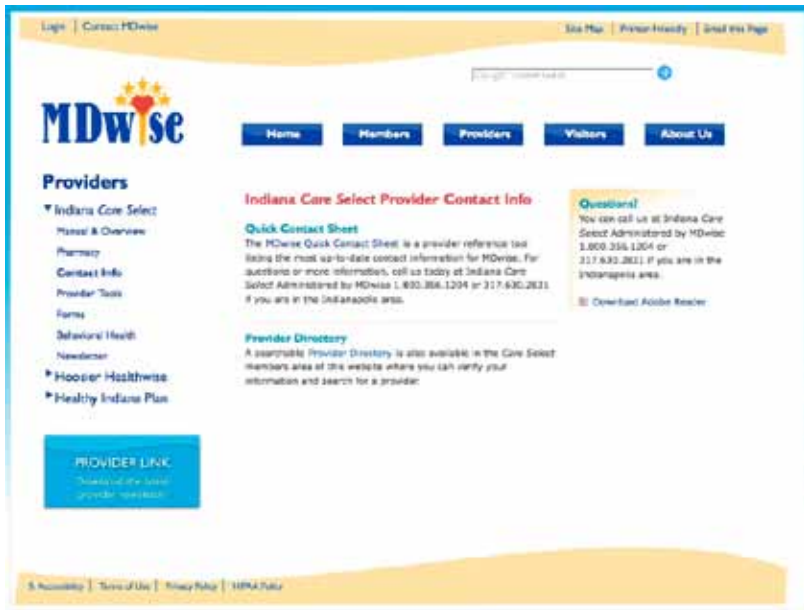 Login | Contact MDwise
Site Map | Printer-Friendly | Email this Page
MDwise
Home
Members
Providers
Visitors
About Us
Providers
Indiana Care Select
Manual & Overview
Pharmacy
Contact Info
Provider Tools
Forms
Behavioral Health
Newsletter
Hoosier Healthwise
Healthy Indiana Plan
PROVIDER LINK
Download the latest
provider newsletter
Indiana Care Select Provider Contact Info
Quick Contact Sheet
The MDwise Quick Contact Sheet is a provider reference tool
listing the most up-to-date contact information for MDwise. For
questions or more information, call us today at Indiana Care
Select Administered by MDwise 1.800.356.1204 or 317.630.2831
if you are in the Indianapolis area.
Provider Directory
A searchable Provider Directory is also available in the Care Select
members area of this website where you can verify your
information and search for a provider.
Questions?
You can call us at Indiana Care
Select Administered by MDwise
1.800.356.1204 or
317.630.2831 if you are in the
Indianapolis area.
Download Adobe Reader
Accessibility | Terms of Use | Privacy Policy | HIPAA Policy